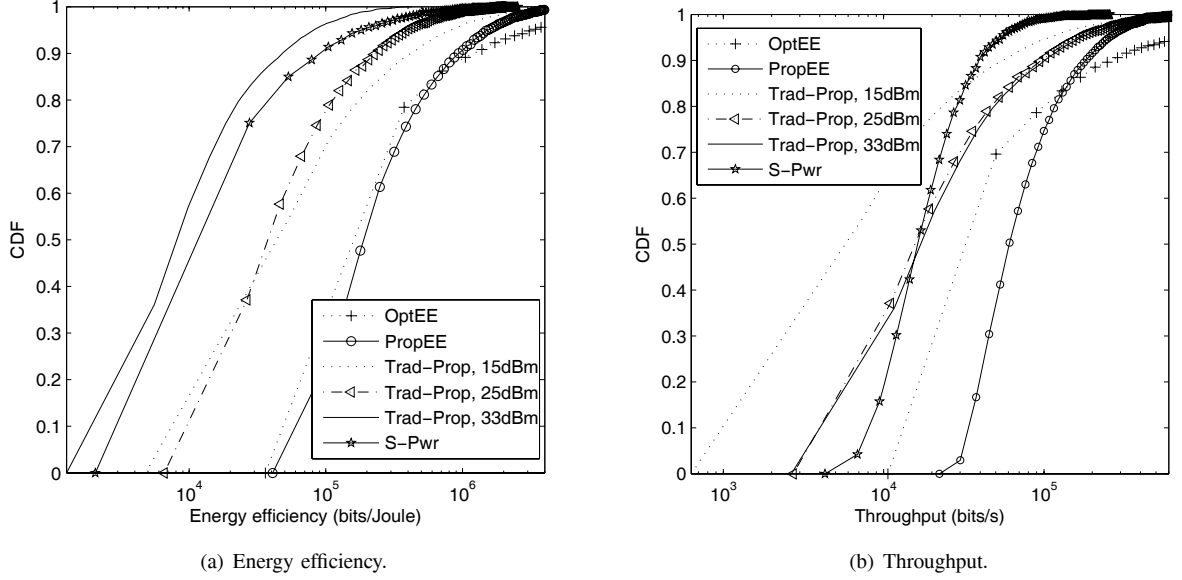 1
0.9
0.8
0.7
0.6
0.5
0.4
0.3
0.2
0.1
0
CDF
10^4
10^5
10^6
Energy efficiency (bits/Joule)
OptEE
PropEE
Trad−Prop, 15dBm
Trad−Prop, 25dBm
Trad−Prop, 33dBm
S−Pwr
(a) Energy efficiency.
1
0.9
0.8
0.7
0.6
0.5
0.4
0.3
0.2
0.1
0
CDF
OptEE
PropEE
Trad−Prop, 15dBm
Trad−Prop, 25dBm
Trad−Prop, 33dBm
S−Pwr
10^3
10^4
10^5
Throughput (bits/s)
(b) Throughput.